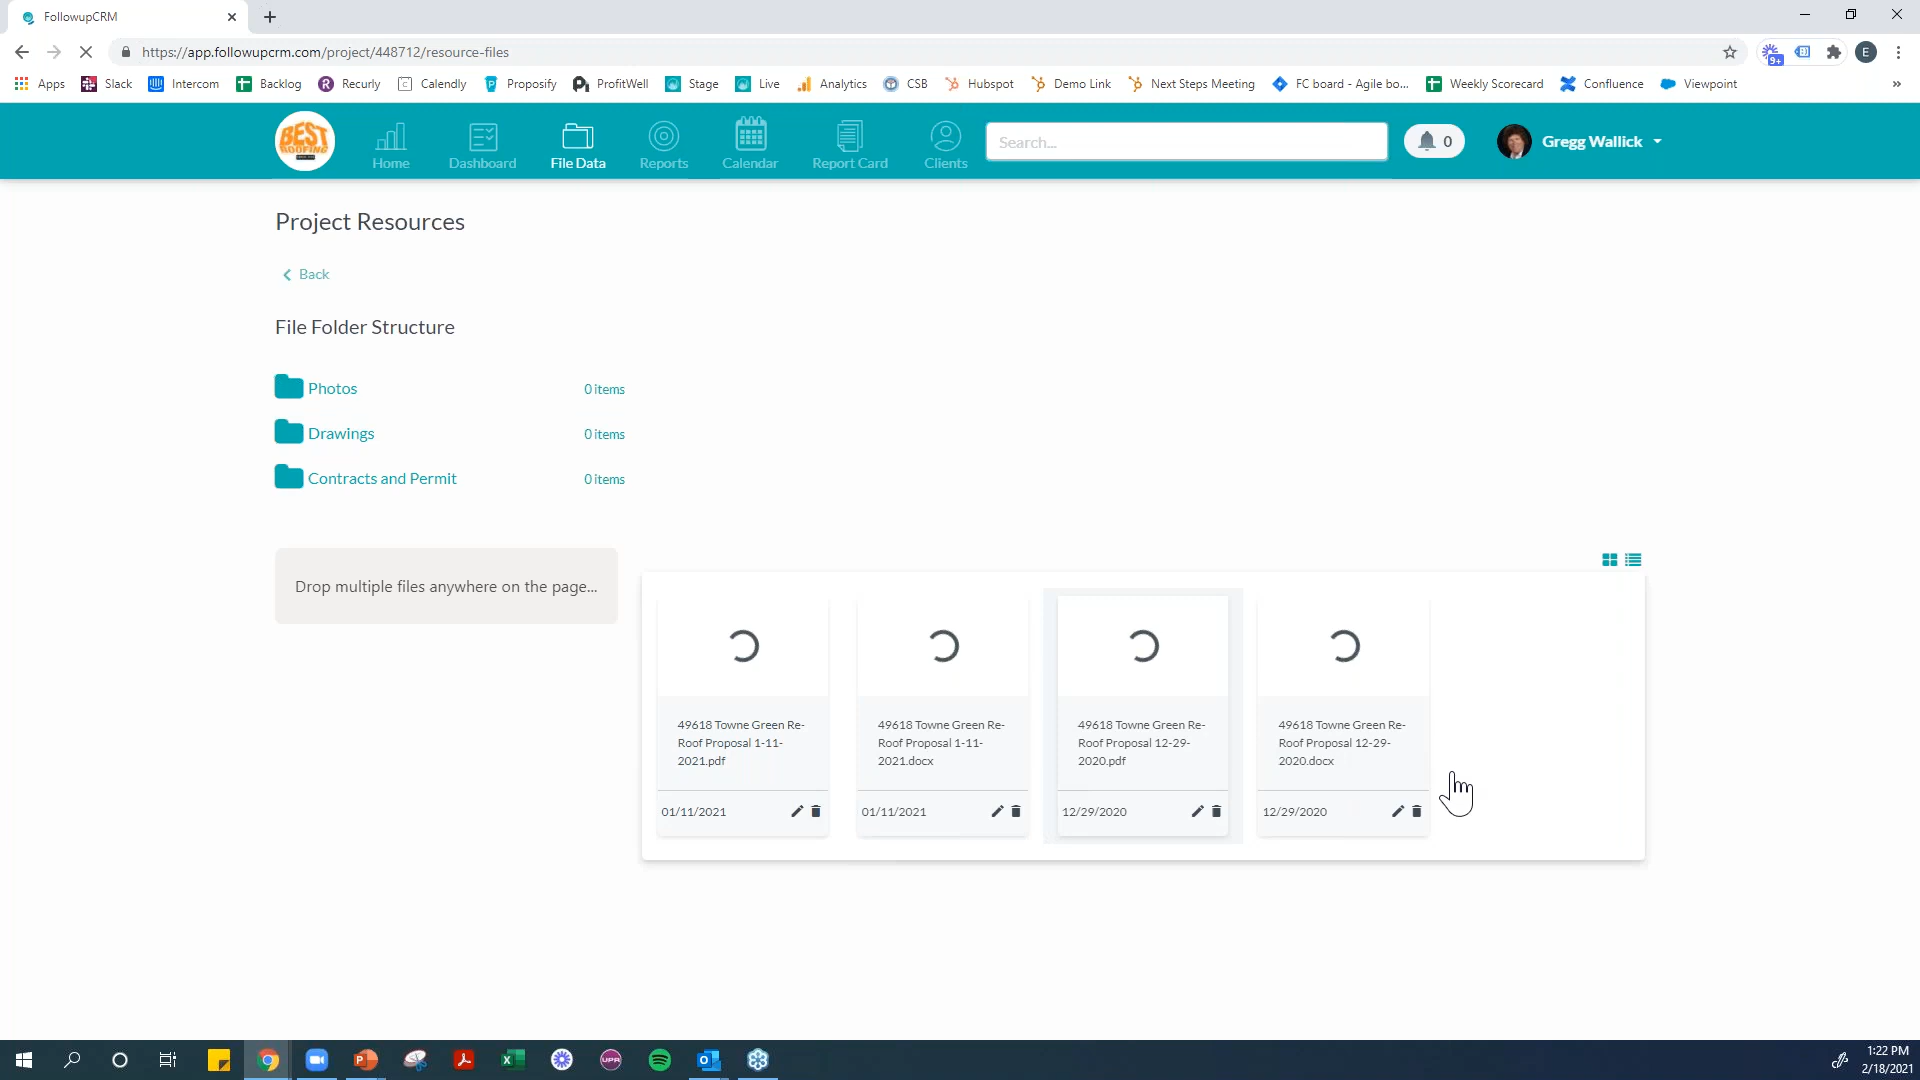 FollowupCRM
https://app.followupcrm.com/project/448712/resource-files
9+
E
Apps Slack Intercom Backlog Recurly Calendly Proposify ProfitWell Stage Live Analytics CSB Hubspot Demo Link Next Steps Meeting FC board - Agile bo... Weekly Scorecard Confluence Viewpoint
BEST
ROOFING
Home Dashboard File Data Reports Calendar Report Card Clients
Search...
0
Gregg Wallick
Project Resources
Back
File Folder Structure
Photos 0 items
Drawings 0 items
Contracts and Permit 0 items
Drop multiple files anywhere on the page...
49618 Towne Green Re-
Roof Proposal 1-11-
2021.pdf
01/11/2021
49618 Towne Green Re-
Roof Proposal 1-11-
2021.docx
01/11/2021
49618 Towne Green Re-
Roof Proposal 12-29-
2020.pdf
12/29/2020
49618 Towne Green Re-
Roof Proposal 12-29-
2020.docx
12/29/2020
UPR
1:22 PM
2/18/2021